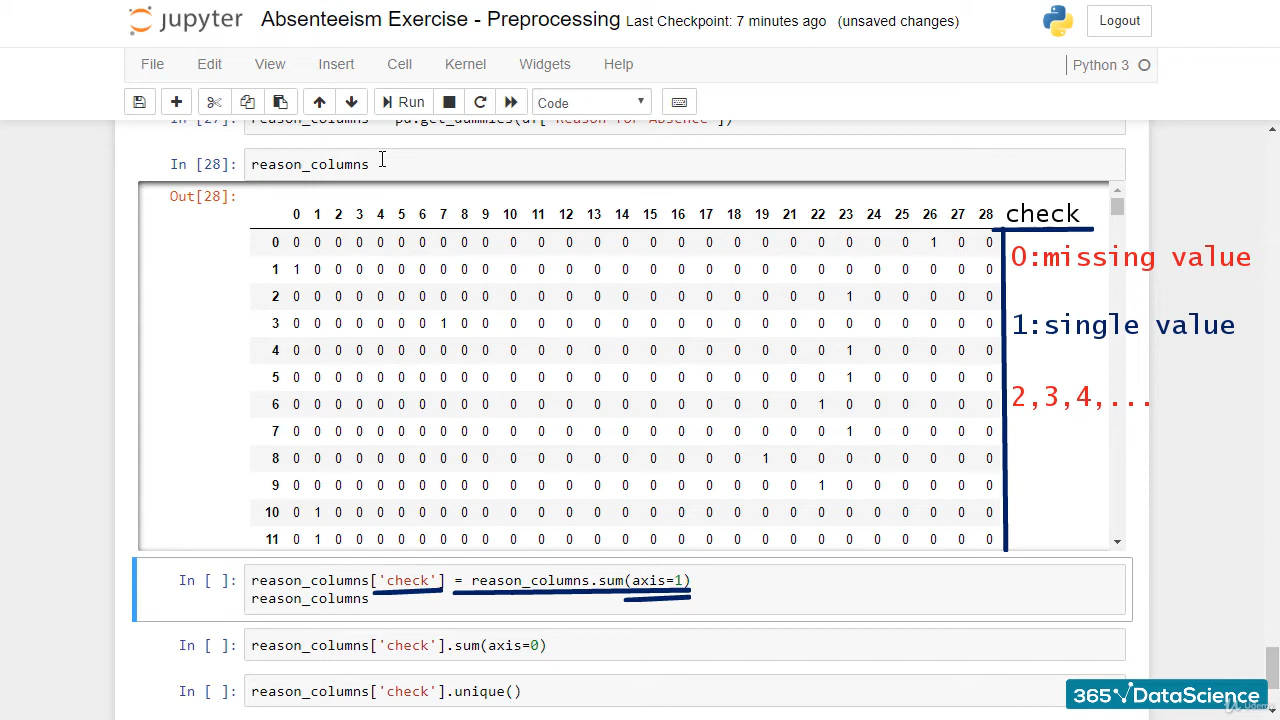 jupyter Absenteeism Exercise - Preprocessing Last Checkpoint: 7 minutes ago (unsaved changes) Logout
File Edit View Insert Cell Kernel Widgets Help Python 3
Run Code
In [27]: reason_columns = pd.get_dummies(df['Reason for Absence'])
In [28]: reason_columns
Out[28]:
0 1 2 3 4 5 6 7 8 9 10 11 12 13 14 15 16 17 18 19 21 22 23 24 25 26 27 28 check
0 0 0 0 0 0 0 0 0 0 0 0 0 0 0 0 0 0 0 0 0 0 0 0 0 0 1 0 0 0:missing value
1 1 0 0 0 0 0 0 0 0 0 0 0 0 0 0 0 0 0 0 0 0 0 0 0 0 0 0 0
2 0 0 0 0 0 0 0 0 0 0 0 0 0 0 0 0 0 0 0 0 0 0 1 0 0 0 0 0
3 0 0 0 0 0 0 0 1 0 0 0 0 0 0 0 0 0 0 0 0 0 0 0 0 0 0 0 0 1:single value
4 0 0 0 0 0 0 0 0 0 0 0 0 0 0 0 0 0 0 0 0 0 0 1 0 0 0 0 0
5 0 0 0 0 0 0 0 0 0 0 0 0 0 0 0 0 0 0 0 0 0 0 1 0 0 0 0 0
6 0 0 0 0 0 0 0 0 0 0 0 0 0 0 0 0 0 0 0 0 0 1 0 0 0 0 0 0 2,3,4,...
7 0 0 0 0 0 0 0 0 0 0 0 0 0 0 0 0 0 0 0 0 0 0 1 0 0 0 0 0
8 0 0 0 0 0 0 0 0 0 0 0 0 0 0 0 0 0 0 0 1 0 0 0 0 0 0 0 0
9 0 0 0 0 0 0 0 0 0 0 0 0 0 0 0 0 0 0 0 0 0 1 0 0 0 0 0 0
10 0 1 0 0 0 0 0 0 0 0 0 0 0 0 0 0 0 0 0 0 0 0 0 0 0 0 0 0
11 0 1 0 0 0 0 0 0 0 0 0 0 0 0 0 0 0 0 0 0 0 0 0 0 0 0 0 0
In [ ]: reason_columns['check'] = reason_columns.sum(axis=1)
reason_columns
In [ ]: reason_columns['check'].sum(axis=0)
In [ ]: reason_columns['check'].unique()
365 DataScience
Udemy